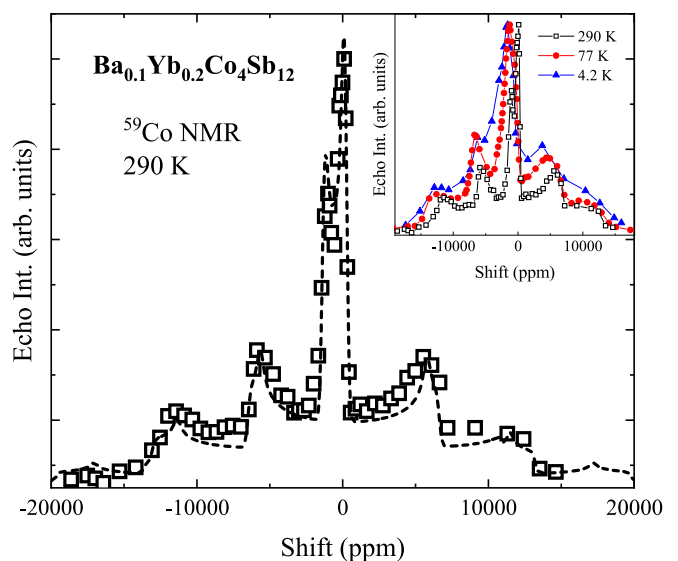 Ba0.1Yb0.2Co4Sb12
59Co NMR
290 K
Echo Int. (arb. units)
-20000 -10000 0 10000 20000
Shift (ppm)
290 K
77 K
4.2 K
Echo Int. (arb. units)
-10000 0 10000
Shift (ppm)